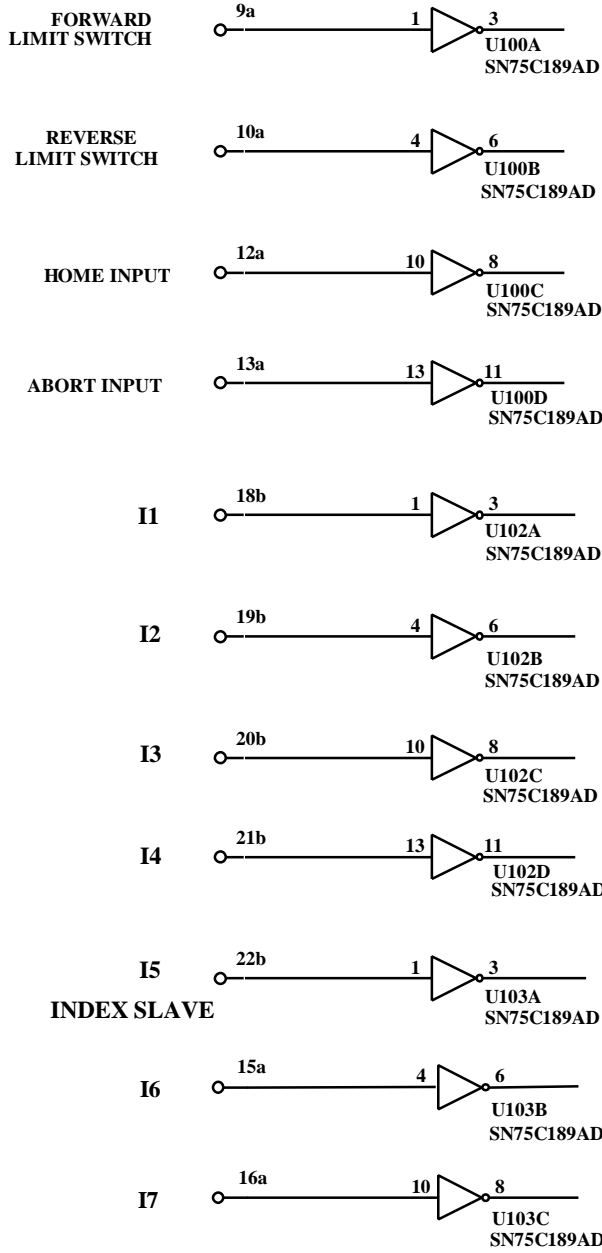 FORWARD
LIMIT SWITCH
9a
1
3
U100A
SN75C189AD
REVERSE
LIMIT SWITCH
10a
4
6
U100B
SN75C189AD
HOME INPUT
12a
10
8
U100C
SN75C189AD
ABORT INPUT
13a
13
11
U100D
SN75C189AD
I1
18b
1
3
U102A
SN75C189AD
I2
19b
4
6
U102B
SN75C189AD
I3
20b
10
8
U102C
SN75C189AD
I4
21b
13
11
U102D
SN75C189AD
I5
INDEX SLAVE
22b
1
3
U103A
SN75C189AD
I6
15a
4
6
U103B
SN75C189AD
I7
16a
10
8
U103C
SN75C189AD